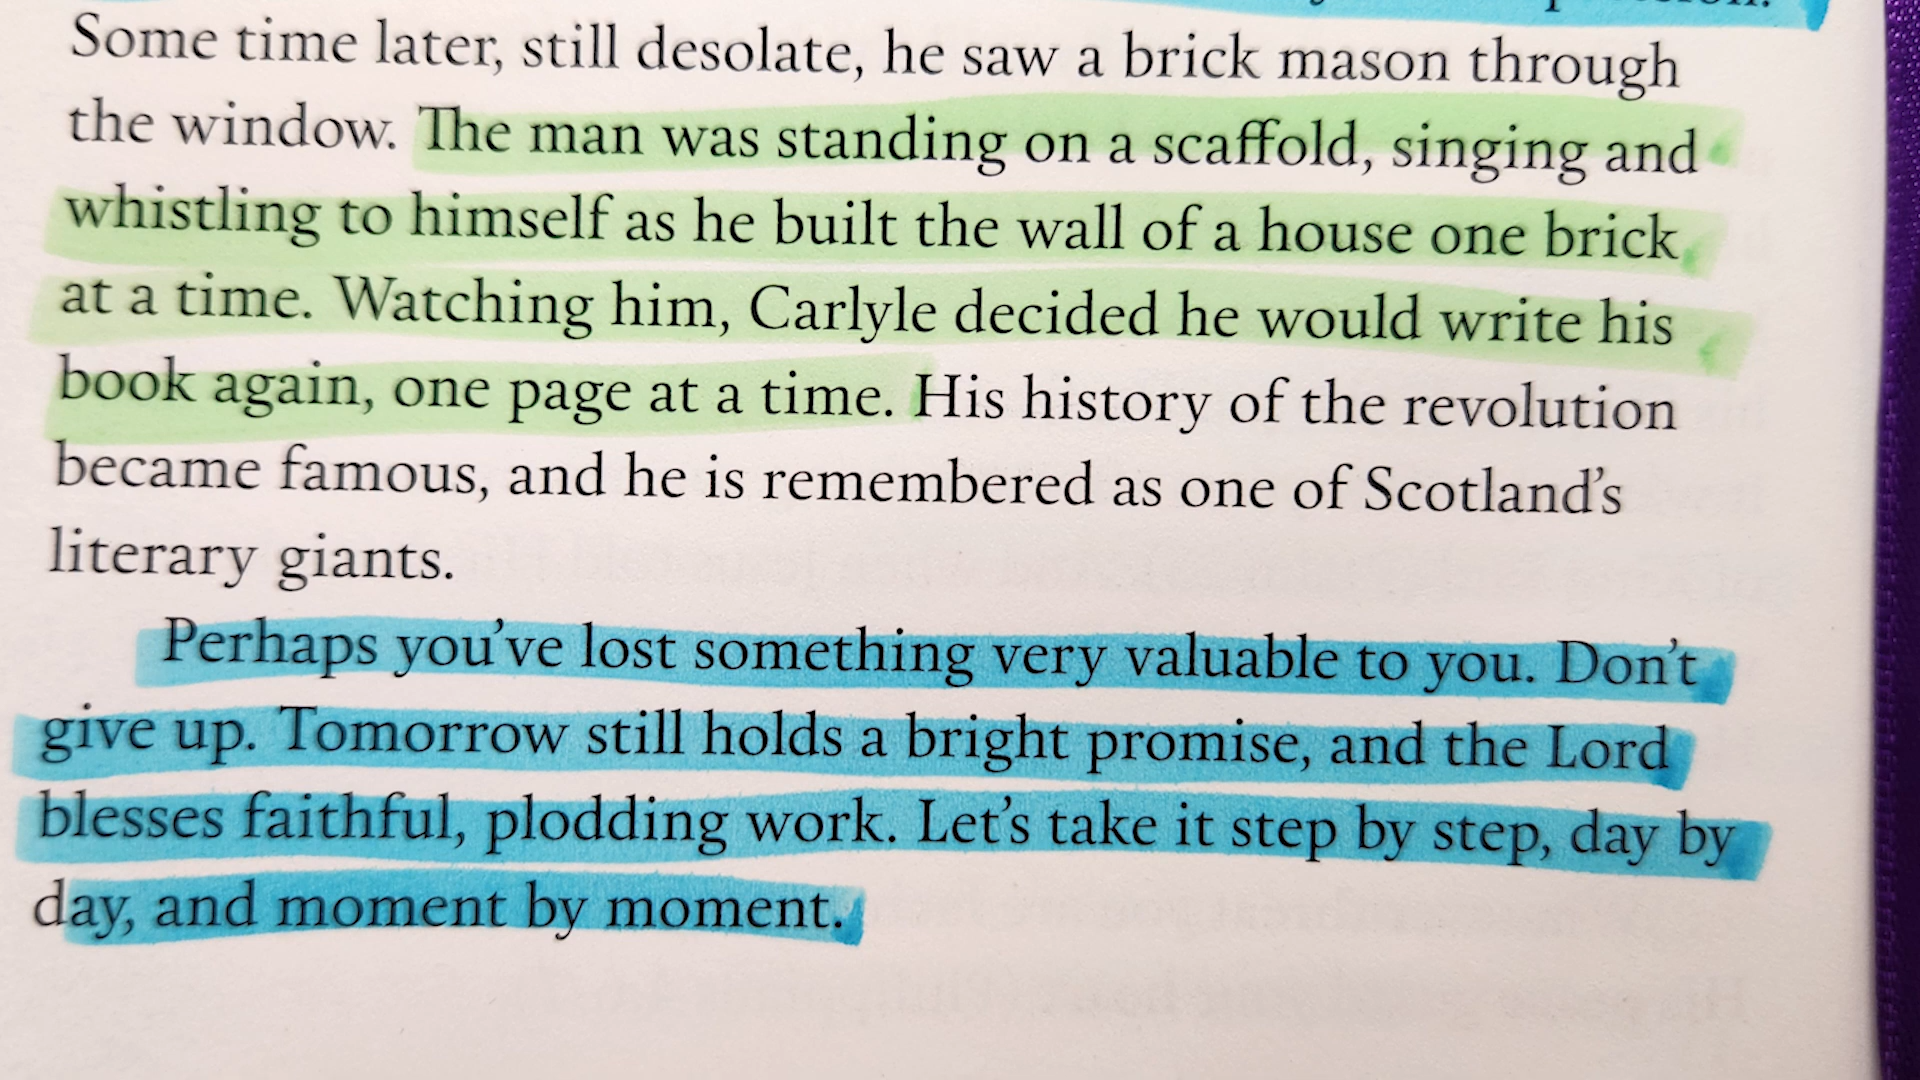 Some time later, still desolate, he saw a brick mason through
the window. The man was standing on a scaffold, singing and
whistling to himself as he built the wall of a house one brick
at a time. Watching him, Carlyle decided he would write his
book again, one page at a time. His history of the revolution
became famous, and he is remembered as one of Scotland’s
literary giants.
Perhaps you’ve lost something very valuable to you. Don’t
give up. Tomorrow still holds a bright promise, and the Lord
blesses faithful, plodding work. Let’s take it step by step, day by
day, and moment by moment.